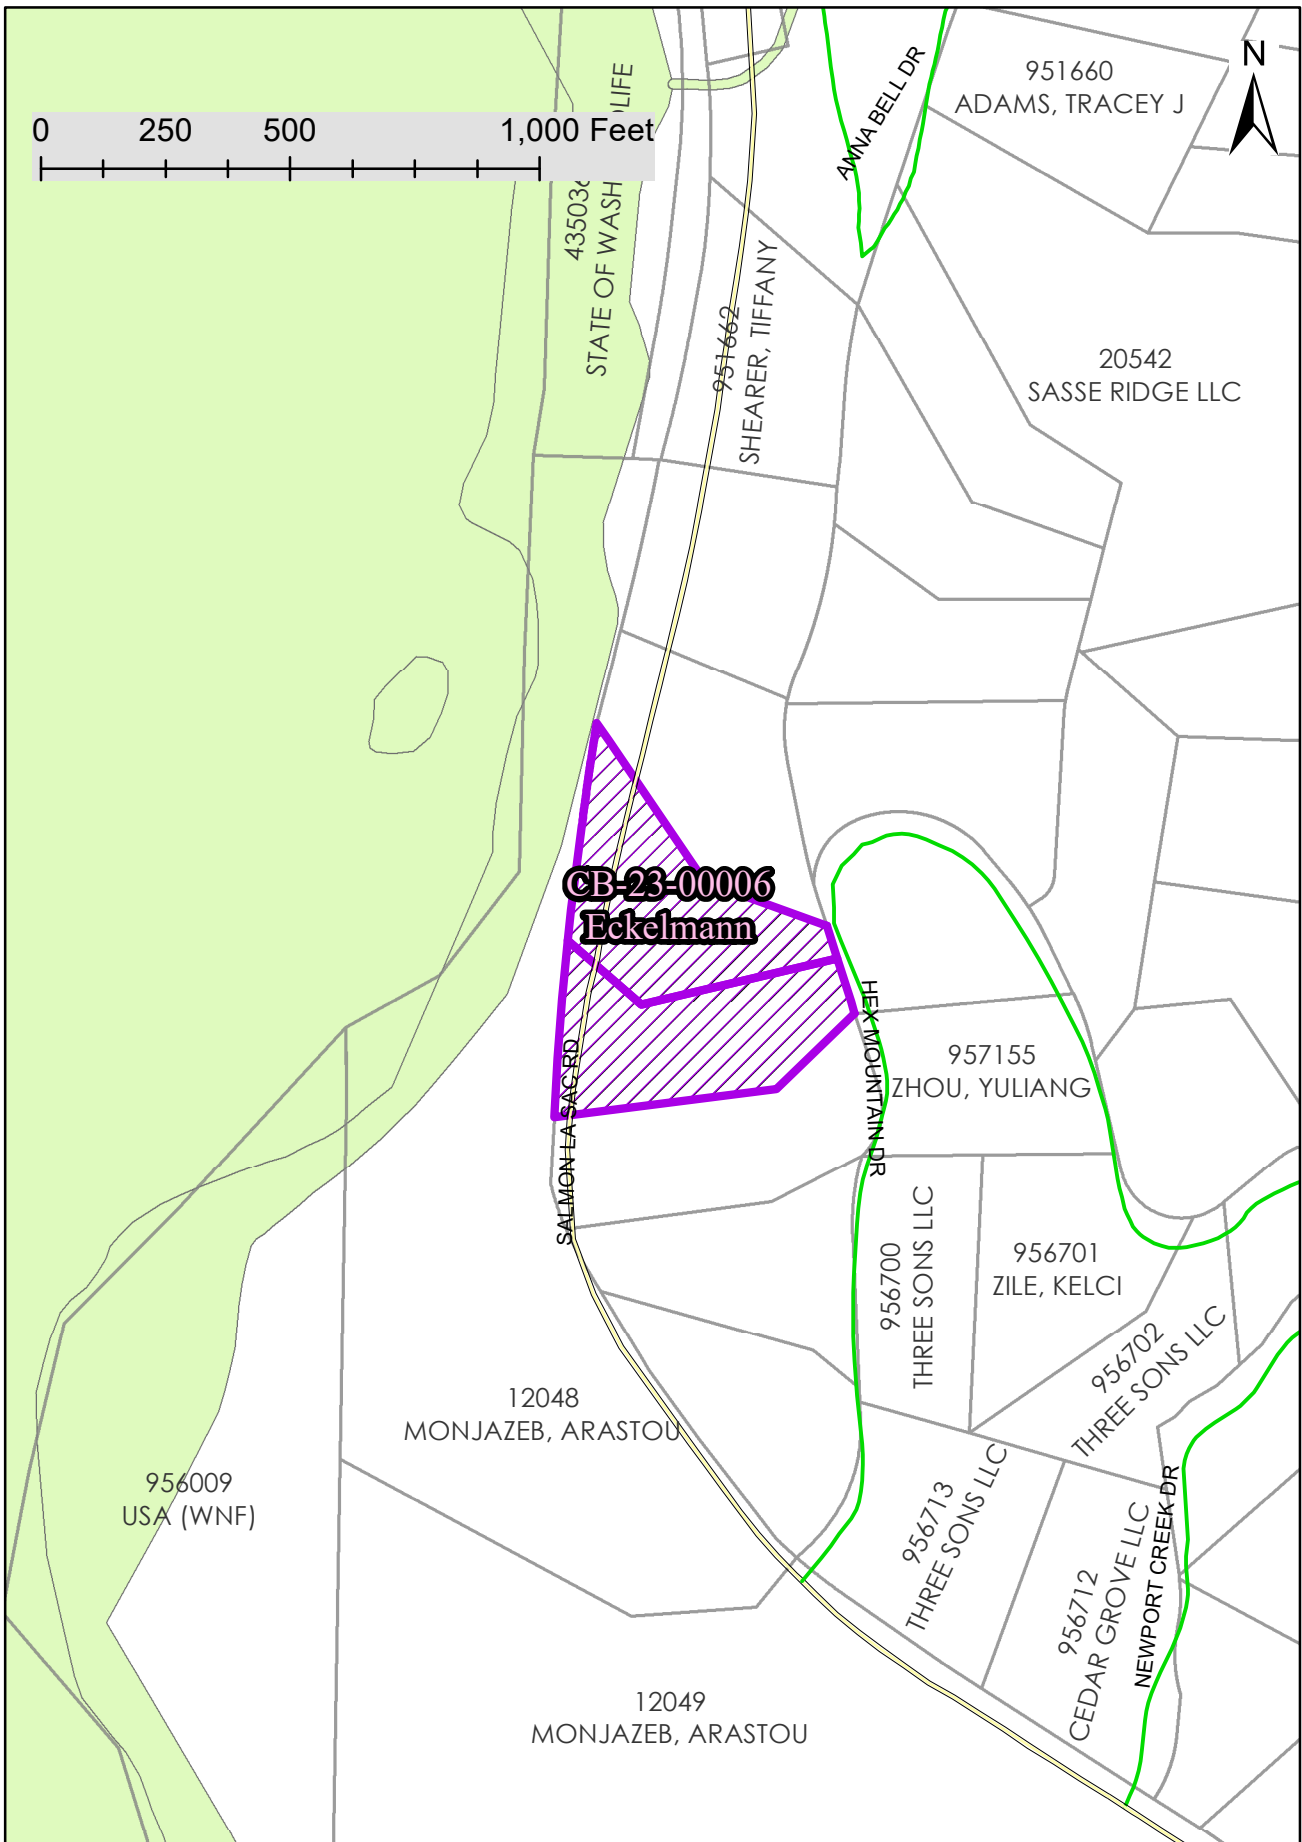 N
951660
ADAMS, TRACEY J
ANNA BELL DR
0 250 500 1,000 Feet
STATE OF WASH
DLIFE
951662
SHEARER, TIFFANY
20542
SASSE RIDGE LLC
CB-23-00006
Eckelmann
HEX MOUNTAIN DR
957155
ZHOU, YULIANG
SALMON LA SAC RD
956700
THREE SONS LLC
956701
ZILE, KELCI
956702
THREE SONS LLC
12048
MONJAZEB, ARASTOU
956009
USA (WNF)
956713
THREE SONS LLC
956712
CEDAR GROVE LLC
NEWPORT CREEK DR
12049
MONJAZEB, ARASTOU